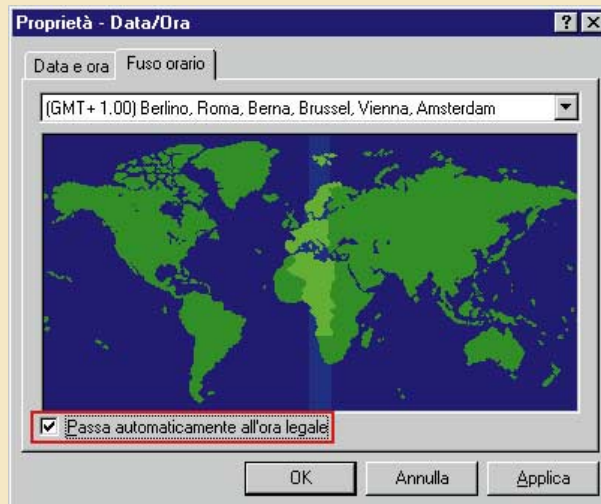 Proprietà - Data/Ora
Data e ora Fuso orario
(GMT+ 1.00) Berlino, Roma, Berna, Brussel, Vienna, Amsterdam
Passa automaticamente all'ora legale
OK Annulla Applica